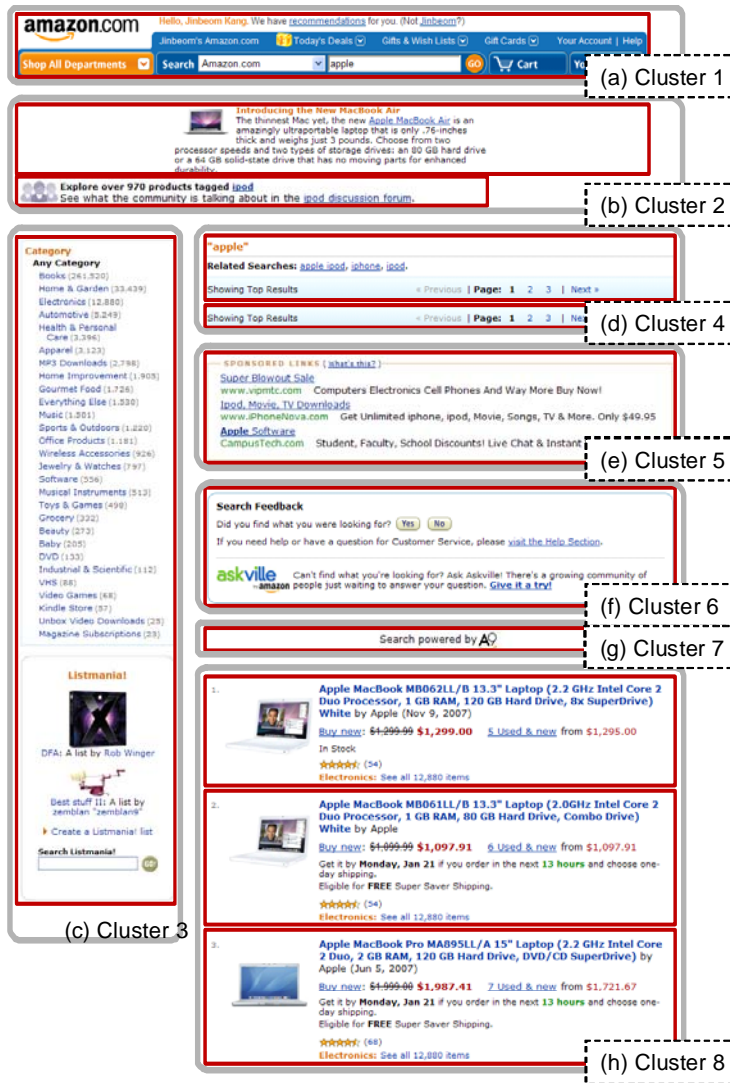 amazon.com
Hello, Jinbeom Kang. We have recommendations for you. (Not Jinbeom?)
Jinbeom's Amazon.com Today's Deals Gifts & Wish Lists Gift Cards Your Account | Help
Shop All Departments Search Amazon.com apple GO Cart Yo
(a) Cluster 1
Introducing the New MacBook Air
The thinnest Mac yet, the new Apple MacBook Air is an
amazingly ultraportable laptop that is only .76-inches
thick and weighs just 3 pounds. Choose from two
processor speeds and two types of storage drives: an 80 GB hard drive
or a 64 GB solid-state drive that has no moving parts for enhanced
durability.
Explore over 970 products tagged ipod
See what the community is talking about in the ipod discussion forum.
(b) Cluster 2
Category
Any Category
Books (261,520)
Home & Garden (33,439)
Electronics (12,880)
Automotive (5,249)
Health & Personal
Care (3,396)
Apparel (3,123)
MP3 Downloads (2,798)
Home Improvement (1,905)
Gourmet Food (1,726)
Everything Else (1,530)
Music (1,501)
Sports & Outdoors (1,220)
Office Products (1,181)
Wireless Accessories (926)
Jewelry & Watches (797)
Software (556)
Musical Instruments (513)
Toys & Games (498)
Grocery (332)
Beauty (273)
Baby (205)
DVD (133)
Industrial & Scientific (112)
VHS (88)
Video Games (68)
Kindle Store (57)
Unbox Video Downloads (25)
Magazine Subscriptions (23)
Listmania!
DFA: A list by Rob Winger
Best stuff II: A list by
zemblan "zemblan9"
Create a Listmania! list
Search Listmania!
GO!
(c) Cluster 3
"apple"
Related Searches: apple ipod, iphone, ipod.
Showing Top Results « Previous | Page: 1 2 3 | Next »
Showing Top Results « Previous | Page: 1 2 3 | Nex
(d) Cluster 4
SPONSORED LINKS (What's this?)
Super Blowout Sale
www.vipmtc.com Computers Electronics Cell Phones And Way More Buy Now!
Ipod, Movie, TV Downloads
www.iPhoneNova.com Get Unlimited iphone, ipod, Movie, Songs, TV & More. Only $49.95
Apple Software
CampusTech.com Student, Faculty, School Discounts! Live Chat & Instant
(e) Cluster 5
Search Feedback
Did you find what you were looking for? Yes No
If you need help or have a question for Customer Service, please visit the Help Section.
askville by amazon Can't find what you're looking for? Ask Askville! There's a growing community of
people just waiting to answer your question. Give it a try!
(f) Cluster 6
Search powered by A9
(g) Cluster 7
1. Apple MacBook MB062LL/B 13.3" Laptop (2.2 GHz Intel Core 2
Duo Processor, 1 GB RAM, 120 GB Hard Drive, 8x SuperDrive)
White by Apple (Nov 9, 2007)
Buy new: $1,299.99 $1,299.00 5 Used & new from $1,295.00
In Stock
(54)
Electronics: See all 12,880 items
2. Apple MacBook MB061LL/B 13.3" Laptop (2.0GHz Intel Core 2
Duo Processor, 1 GB RAM, 80 GB Hard Drive, Combo Drive)
White by Apple
Buy new: $1,099.99 $1,097.91 6 Used & new from $1,097.91
Get it by Monday, Jan 21 if you order in the next 13 hours and choose one-
day shipping.
Eligible for FREE Super Saver Shipping.
(54)
Electronics: See all 12,880 items
3. Apple MacBook Pro MA895LL/A 15" Laptop (2.2 GHz Intel Core
2 Duo, 2 GB RAM, 120 GB Hard Drive, DVD/CD SuperDrive) by
Apple (Jun 5, 2007)
Buy new: $1,999.00 $1,987.41 7 Used & new from $1,721.67
Get it by Monday, Jan 21 if you order in the next 13 hours and choose one-
day shipping.
Eligible for FREE Super Saver Shipping.
(68)
Electronics: See all 12,880 items
(h) Cluster 8